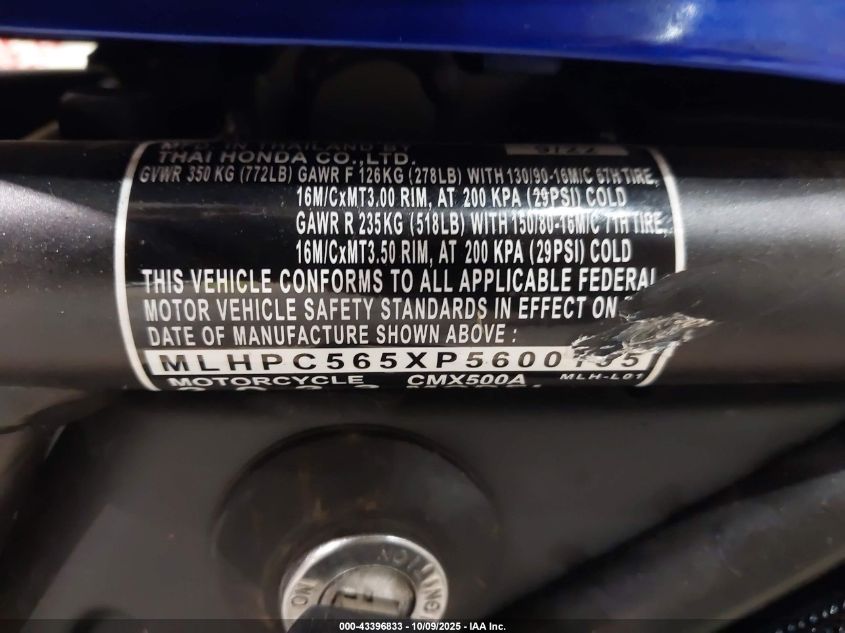 MFD. IN THAILAND BY 9/22
THAI HONDA CO.,LTD.
GVWR 350 KG (772LB) GAWR F 126KG (278LB) WITH 130/90-16M/C 67H TIRE,
16M/CxMT3.00 RIM, AT 200 KPA (29PSI) COLD
GAWR R 235KG (518LB) WITH 150/80-16M/C 71H TIRE,
16M/CxMT3.50 RIM, AT 200 KPA (29PSI) COLD
THIS VEHICLE CONFORMS TO ALL APPLICABLE FEDERAL
MOTOR VEHICLE SAFETY STANDARDS IN EFFECT ON
DATE OF MANUFACTURE SHOWN ABOVE :
MOTORCYCLE CMX500A MLH-L01
ON
000-43396833 - 10/09/2025 - IAA Inc.